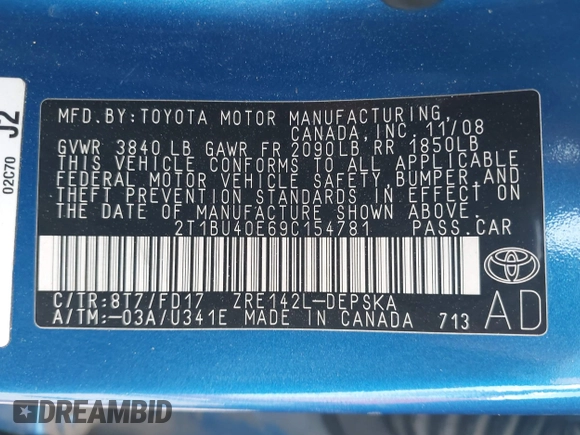 MFD.BY:TOYOTA MOTOR MANUFACTURING,
CANADA,INC.11/08
GVWR 3840 LB GAWR FR 2090LB RR 1850LB
THIS VEHICLE CONFORMS TO ALL APPLICABLE
FEDERAL MOTOR VEHICLE SAFETY,BUMPER,AND
THEFT PREVENTION STANDARDS IN EFFECT ON
THE DATE OF MANUFACTURE SHOWN ABOVE.
2T1BU40E69C154781 PASS.CAR
C/TR:8T7/FD17 ZRE142L-DEPSKA
A/TM:-03A/U341E MADE IN CANADA 713
AD
J2
02C70
DREAMBID